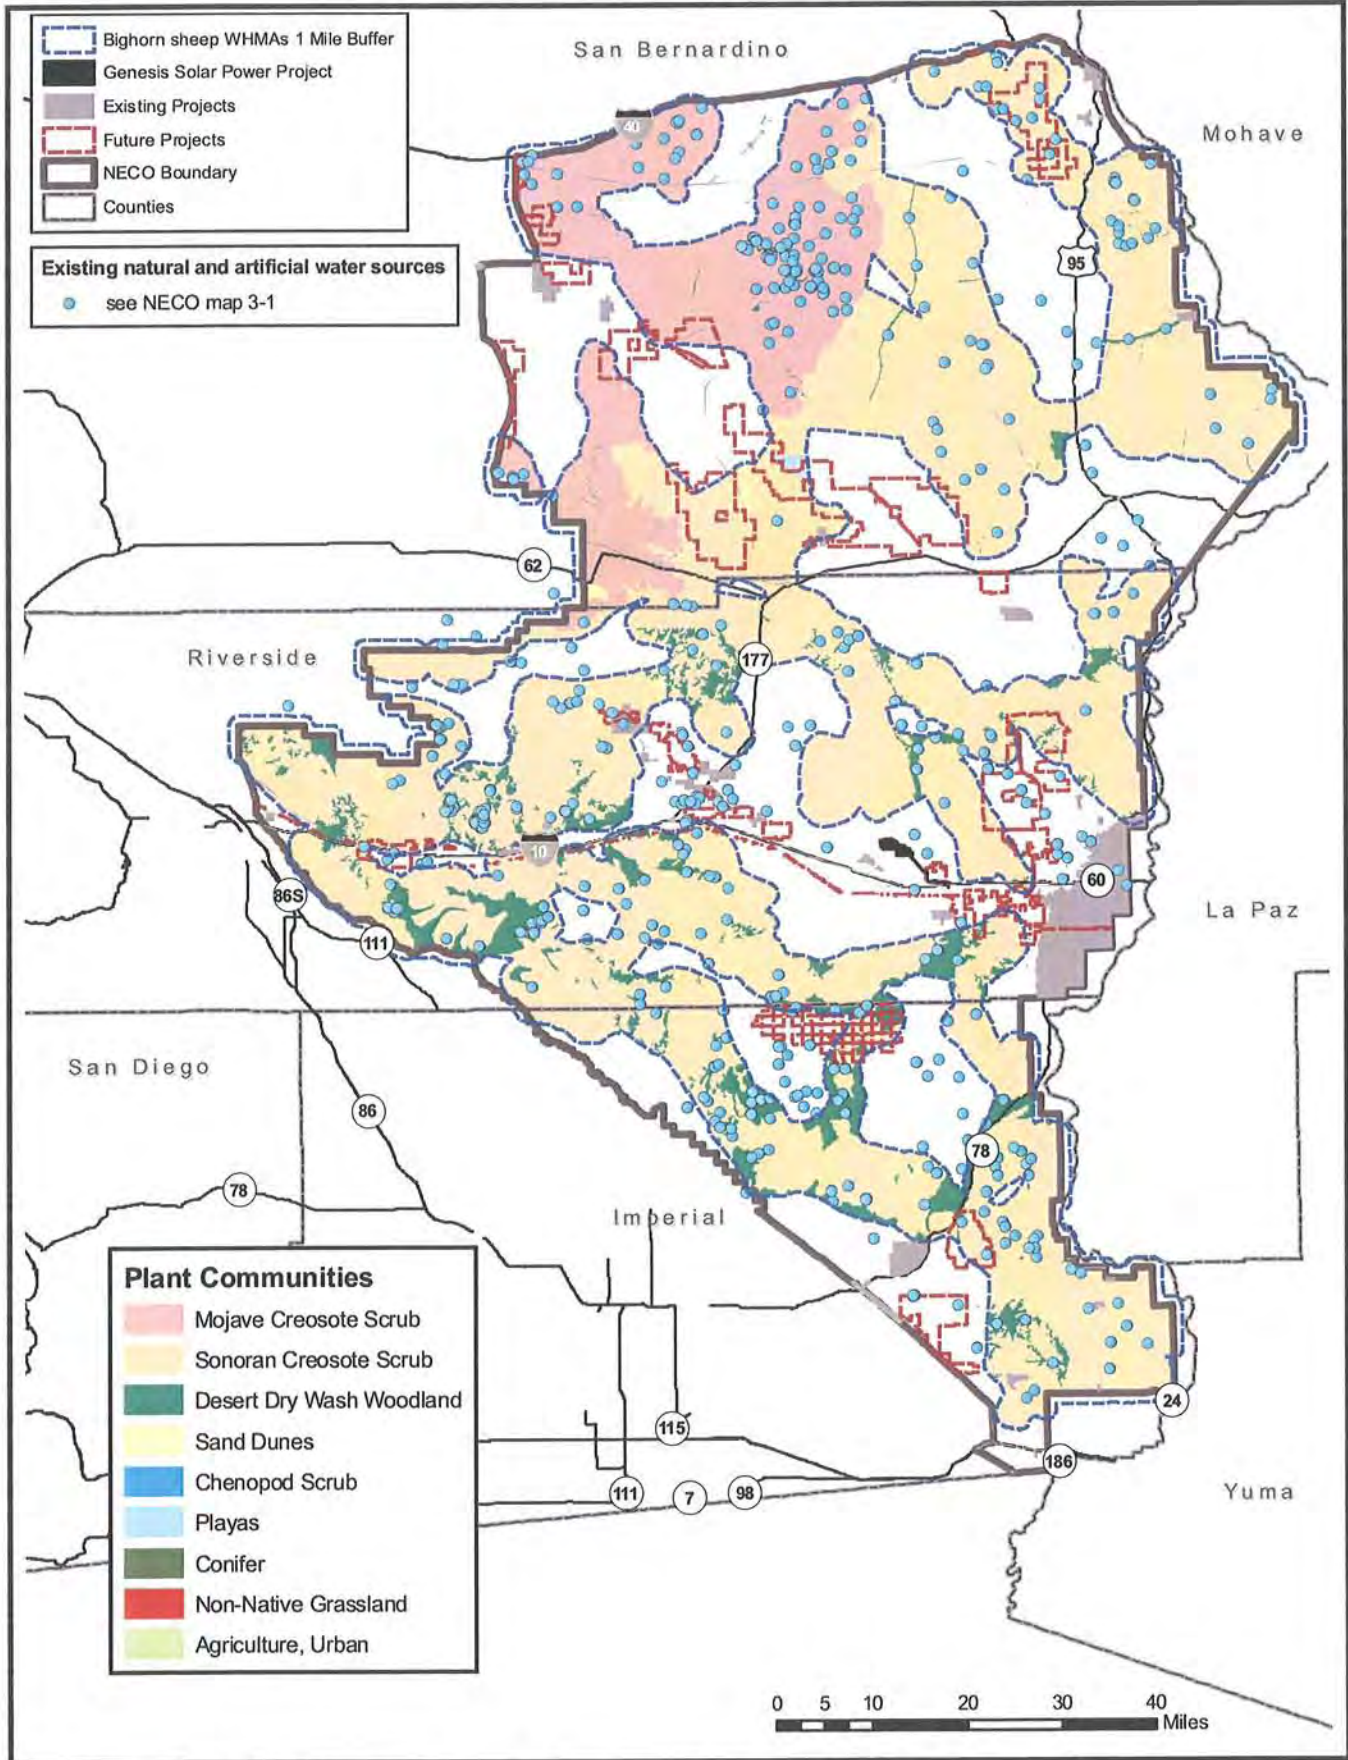 Bighorn sheep WHMAs 1 Mile Buffer
Genesis Solar Power Project
Existing Projects
Future Projects
NECO Boundary
Counties
Existing natural and artificial water sources
see NECO map 3-1
San Bernardino
Mohave
40
95
62
Riverside
177
10
60
86S
111
La Paz
San Diego
86
78
78
Imperial
Plant Communities
Mojave Creosote Scrub
Sonoran Creosote Scrub
Desert Dry Wash Woodland
Sand Dunes
Chenopod Scrub
Playas
Conifer
Non-Native Grassland
Agriculture, Urban
24
115
186
111
7
98
Yuma
0 5 10 20 30 40
Miles